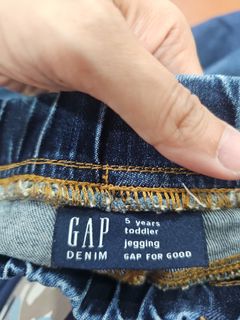 GAP
DENIM
5 years
toddler
jegging
GAP FOR GOOD